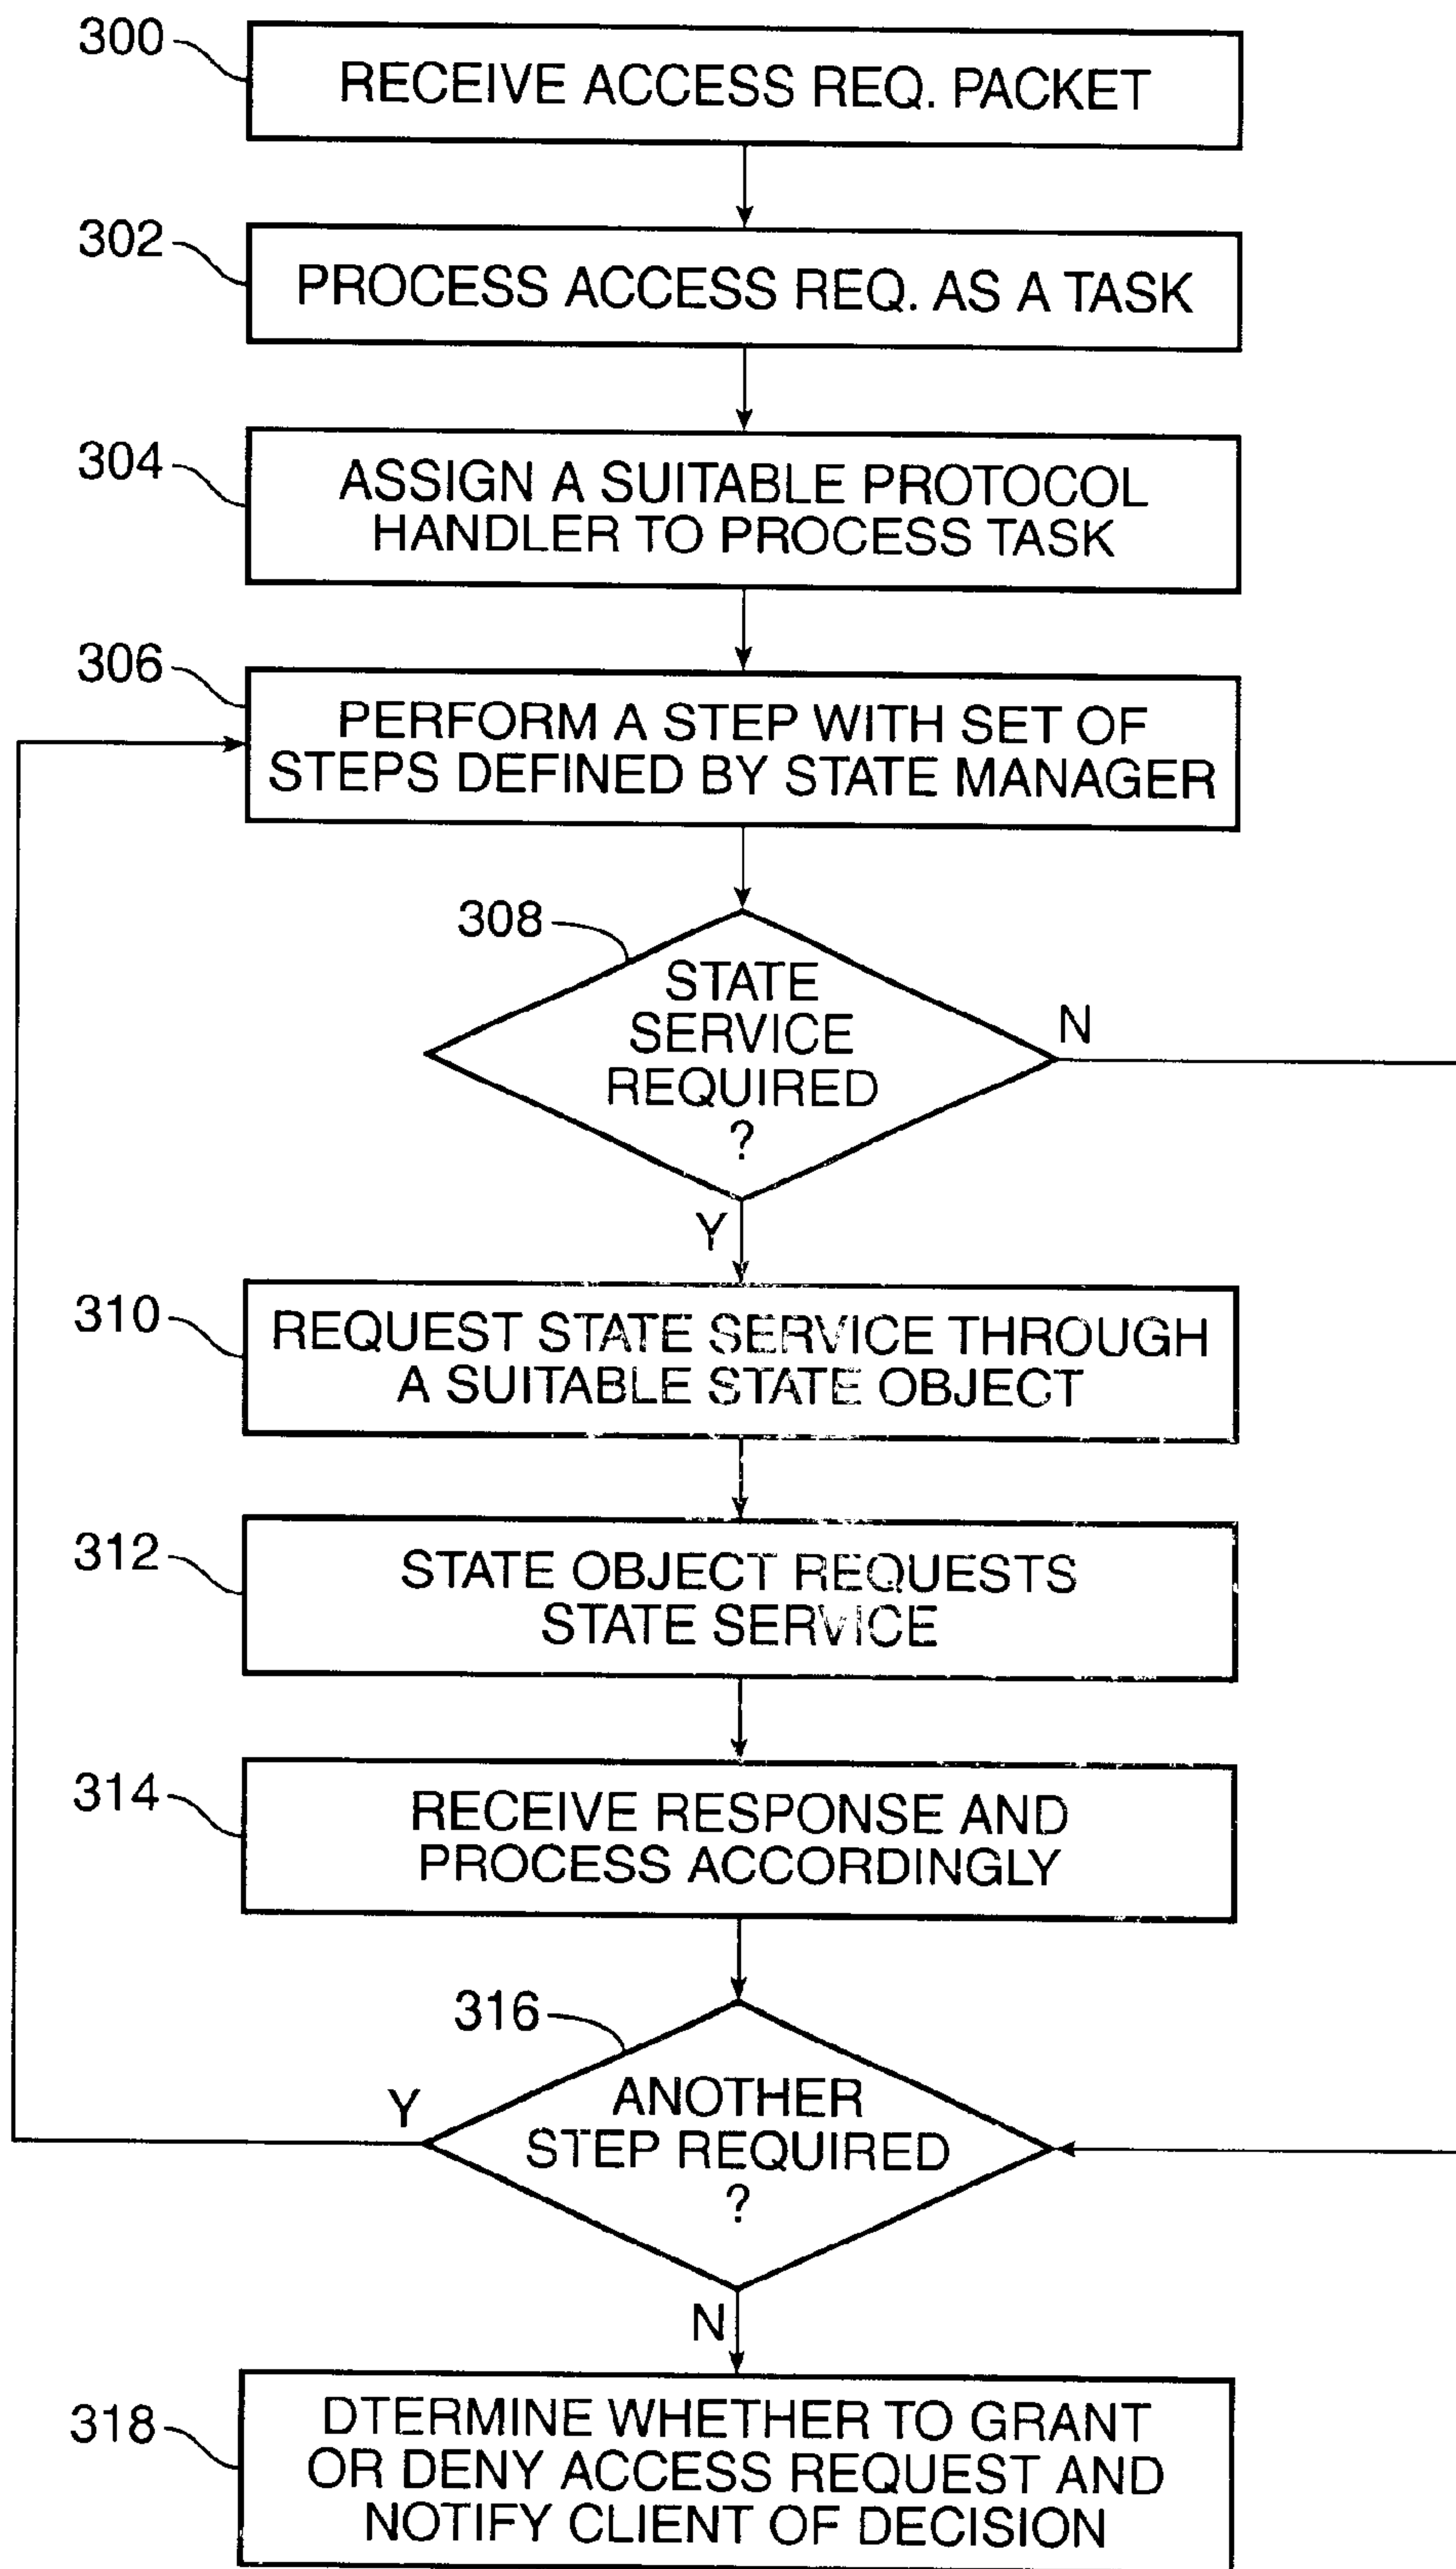 300
RECEIVE ACCESS REQ. PACKET
302
PROCESS ACCESS REQ. AS A TASK
304
ASSIGN A SUITABLE PROTOCOL
HANDLER TO PROCESS TASK
306
PERFORM A STEP WITH SET OF
STEPS DEFINED BY STATE MANAGER
308
STATE
SERVICE
REQUIRED
?
N
Y
310
REQUEST STATE SERVICE THROUGH
A SUITABLE STATE OBJECT
312
STATE OBJECT REQUESTS
STATE SERVICE
314
RECEIVE RESPONSE AND
PROCESS ACCORDINGLY
316
Y
ANOTHER
STEP REQUIRED
?
N
318
DTERMINE WHETHER TO GRANT
OR DENY ACCESS REQUEST AND
NOTIFY CLIENT OF DECISION